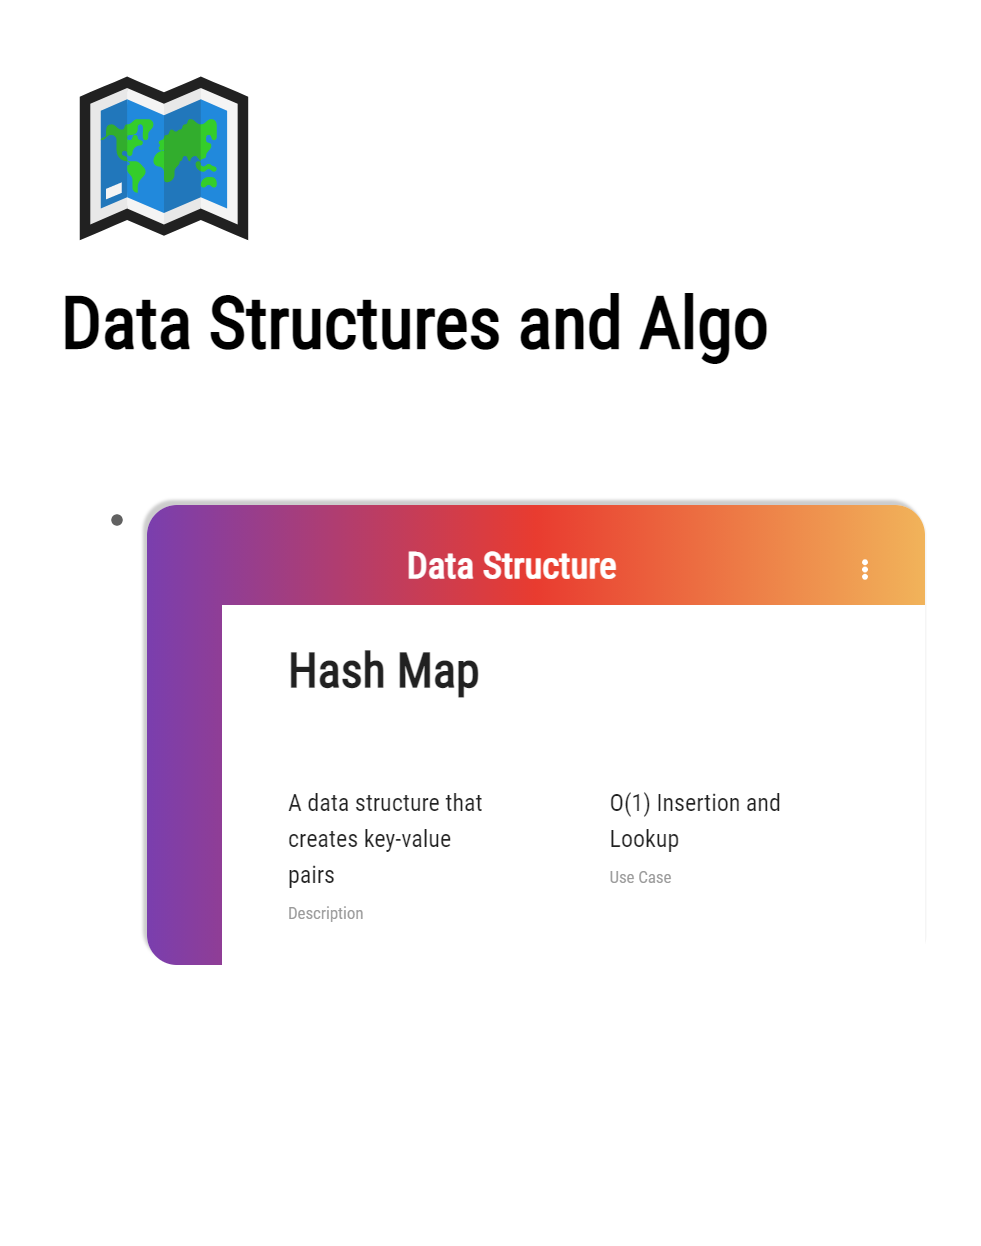 Data Structures and Algo
Data Structure
Hash Map
A data structure that
creates key-value
pairs
Description
O(1) Insertion and
Lookup
Use Case